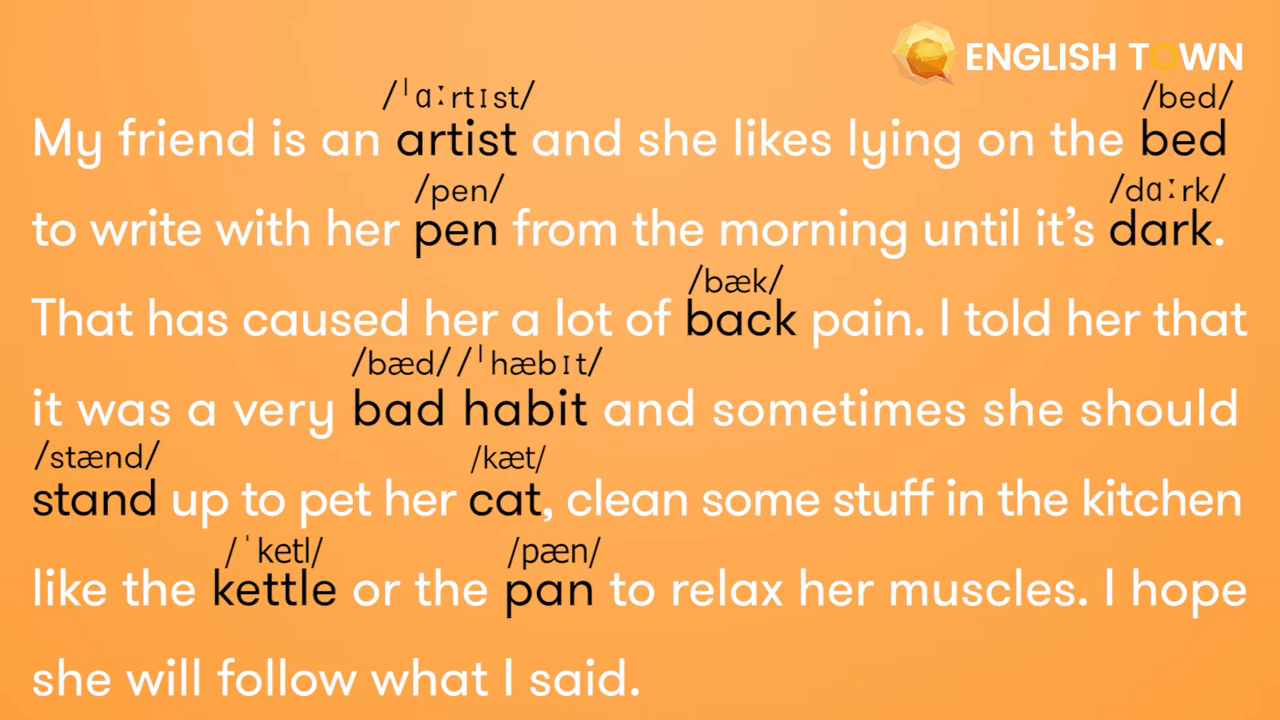 ENGLISH TOWN
/ˈɑːrtɪst/ /bed/
My friend is an artist and she likes lying on the bed
/pen/ /dɑːrk/
to write with her pen from the morning until it’s dark.
/bæk/
That has caused her a lot of back pain. I told her that
/bæd/ /ˈhæbɪt/
it was a very bad habit and sometimes she should
/stænd/ /kæt/
stand up to pet her cat, clean some stuff in the kitchen
/ˈketl/ /pæn/
like the kettle or the pan to relax her muscles. I hope
she will follow what I said.